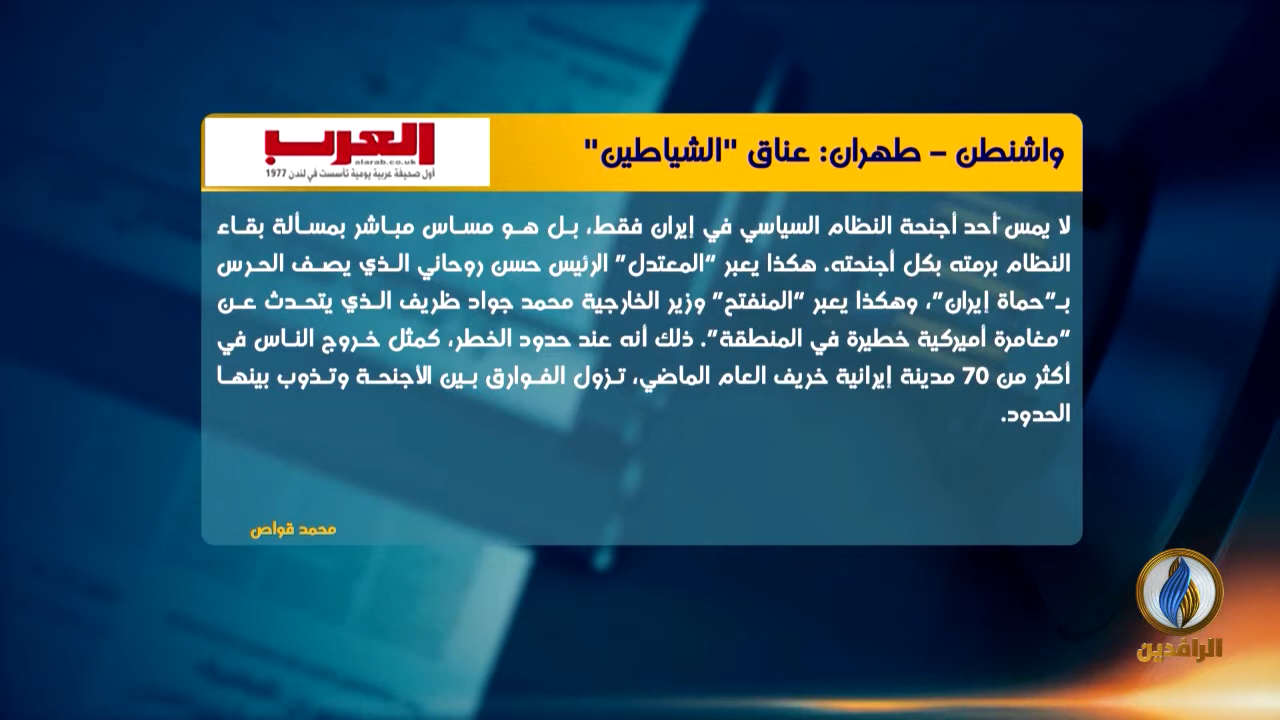 واشنطن – طهران: عناق "الشياطين"
العرب
alarab.co.uk
أول صحيفة عربية يومية تأسست في لندن 1977
لا يمس أحد أجنحة النظام السياسي في إيران فقط، بل هو مساس مباشر بمسألة بقاء
النظام برمته بكل أجنحته. هكذا يعبر “المعتدل” الرئيس حسن روحاني الذي يصف الحرس
بـ“حماة إيران”، وهكذا يعبر “المنفتح” وزير الخارجية محمد جواد ظريف الذي يتحدث عن
“مغامرة أميركية خطيرة في المنطقة”. ذلك أنه عند حدود الخطر، كمثل خروج الناس في
أكثر من 70 مدينة إيرانية خريف العام الماضي، تزول الفوارق بين الأجنحة وتذوب بينها
الحدود.
محمد قواص
الرافدين